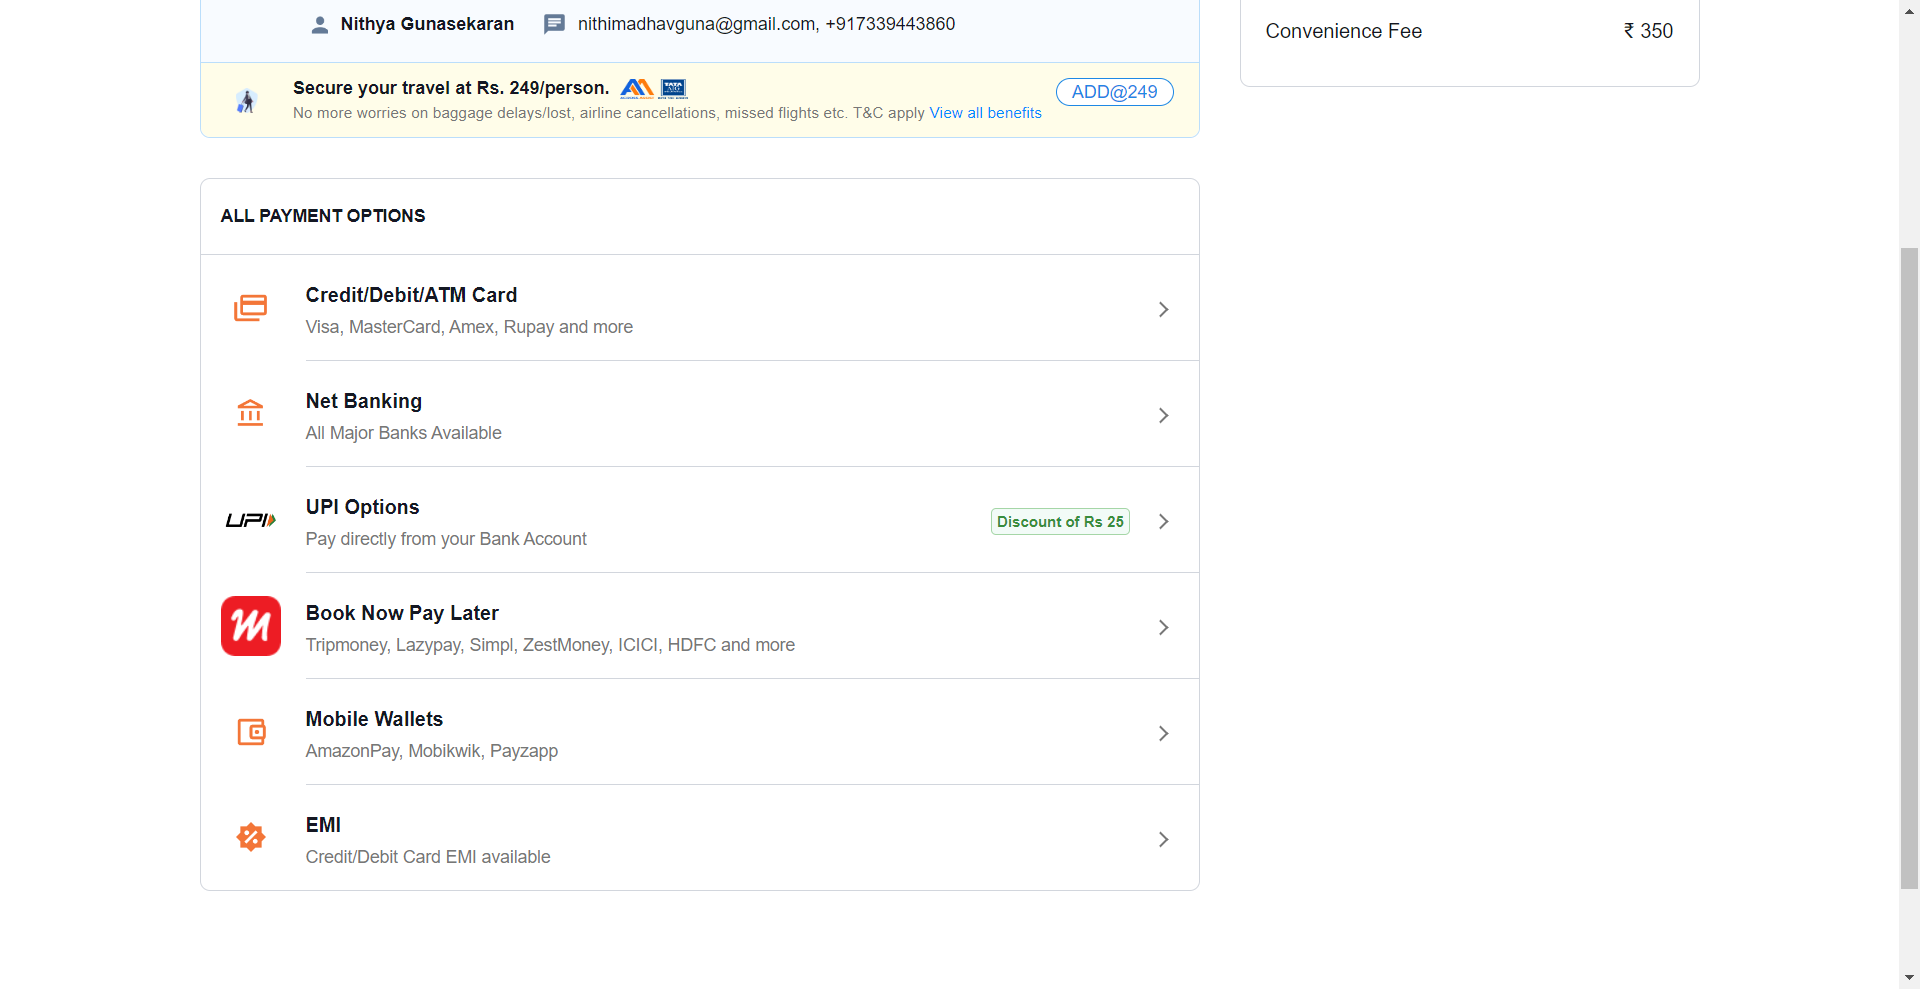 Nithya Gunasekaran nithimadhavguna@gmail.com, +917339443860
Convenience Fee ₹ 350
Secure your travel at Rs. 249/person.
TATA
AIG
ADD@249
No more worries on baggage delays/lost, airline cancellations, missed flights etc. T&C apply View all benefits
ALL PAYMENT OPTIONS
Credit/Debit/ATM Card
Visa, MasterCard, Amex, Rupay and more
Net Banking
All Major Banks Available
UPI
UPI Options
Pay directly from your Bank Account
Discount of Rs 25
m
Book Now Pay Later
Tripmoney, Lazypay, Simpl, ZestMoney, ICICI, HDFC and more
Mobile Wallets
AmazonPay, Mobikwik, Payzapp
EMI
Credit/Debit Card EMI available